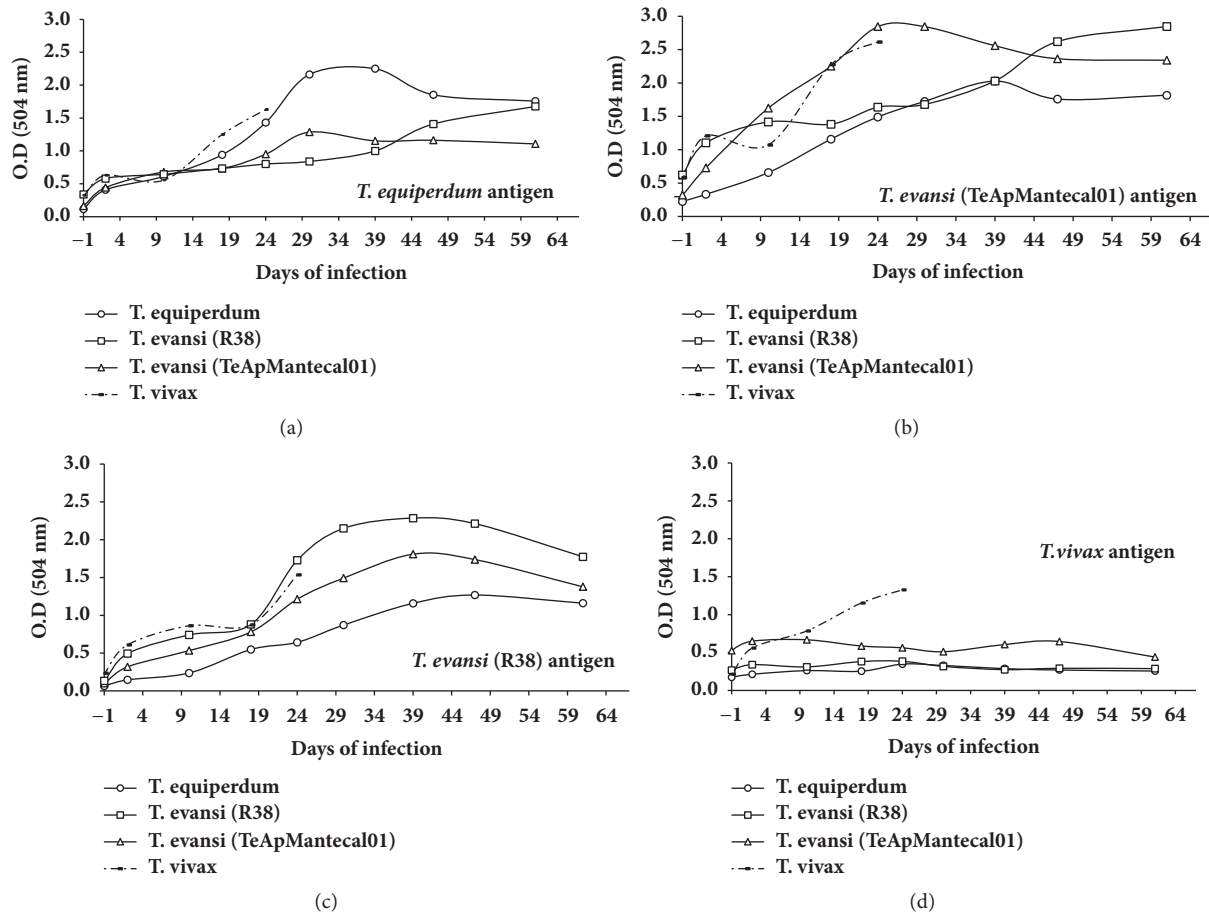 3.0
2.5
2.0
1.5
1.0
0.5
0.0
O.D (504 nm)
T. equiperdum antigen
−1 4 9 14 19 24 29 34 39 44 49 54 59 64
Days of infection
T. equiperdum
T. evansi (R38)
T. evansi (TeApMantecal01)
T. vivax
(a)
3.0
2.5
2.0
1.5
1.0
0.5
0.0
O.D (504 nm)
T. evansi (TeApMantecal01) antigen
−1 4 9 14 19 24 29 34 39 44 49 54 59 64
Days of infection
T. equiperdum
T. evansi (R38)
T. evansi (TeApMantecal01)
T. vivax
(b)
3.0
2.5
2.0
1.5
1.0
0.5
0.0
O.D (504 nm)
T. evansi (R38) antigen
−1 4 9 14 19 24 29 34 39 44 49 54 59 64
Days of infection
T. equiperdum
T. evansi (R38)
T. evansi (TeApMantecal01)
T. vivax
(c)
3.0
2.5
2.0
1.5
1.0
0.5
0.0
O.D (504 nm)
T.vivax antigen
−1 4 9 14 19 24 29 34 39 44 49 54 59 64
Days of infection
T. equiperdum
T. evansi (R38)
T. evansi (TeApMantecal01)
T. vivax
(d)